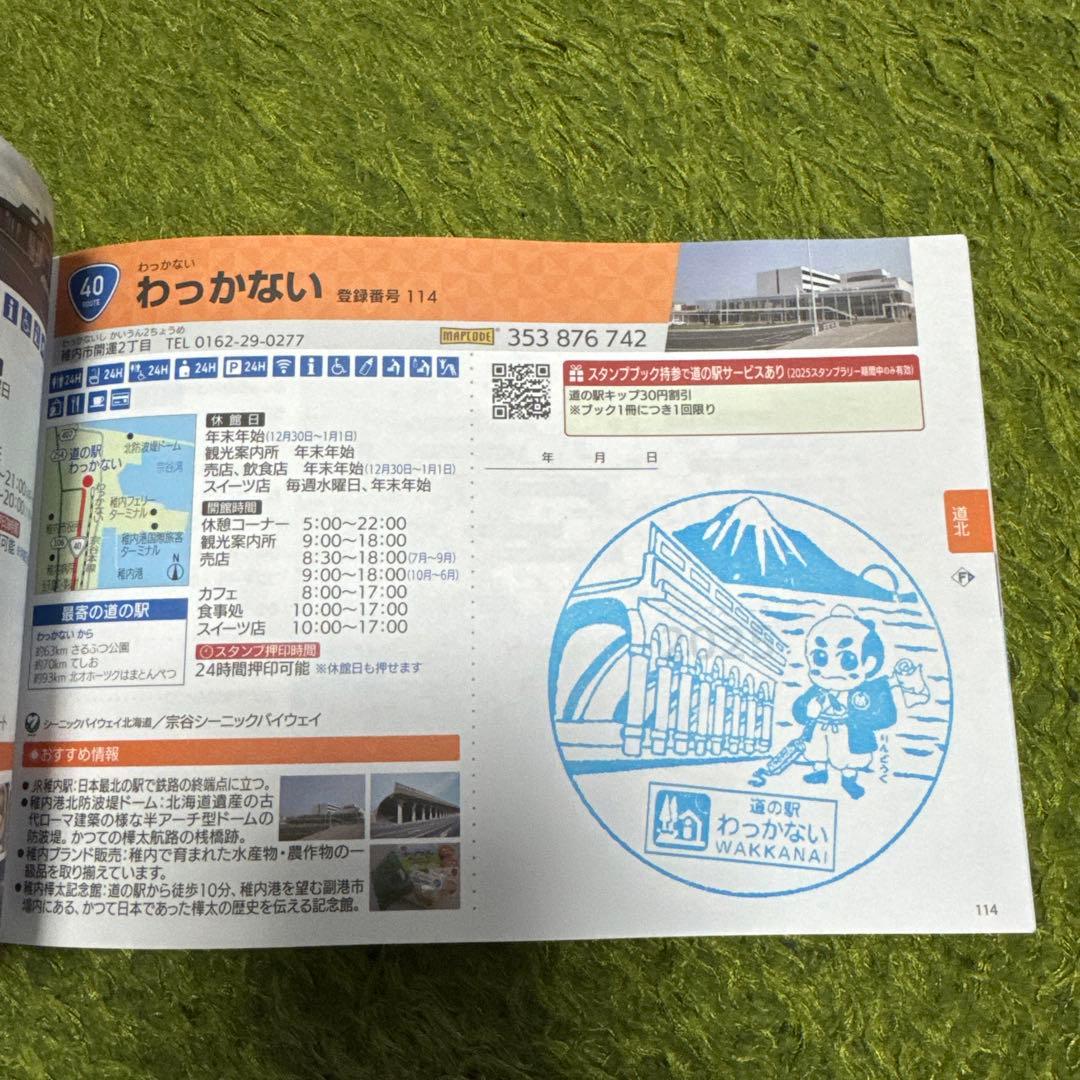 40
ROUTE
わっかない
わっかない 登録番号 114
わっかないし かいうん2ちょうめ
稚内市開運2丁目 TEL 0162-29-0277
MAPCODE 353 876 742
24H 24H 24H 24H P 24H
スタンプブック持参で道の駅サービスあり(2025スタンプラリー期間中のみ有効)
道の駅キップ30円割引
※ブック1冊につき1回限り
年 月 日
407
254
道の駅
わっかない
北防波堤ドーム
宗谷湾
稚内フェリーターミナル
稚内港国際旅客ターミナル
稚内市役所
106
40
稚内港
N
休館日
年末年始(12月30日〜1月1日)
観光案内所 年末年始
売店、飲食店 年末年始(12月30日〜1月1日)
スイーツ店 毎週水曜日、年末年始
開館時間
休憩コーナー 5:00〜22:00
観光案内所 9:00〜18:00
売店 8:30〜18:00(7月〜9月)
9:00〜18:00(10月〜6月)
カフェ 8:00〜17:00
食事処 10:00〜17:00
スイーツ店 10:00〜17:00
スタンプ押印時間
24時間押印可能 ※休館日も押せます
最寄の道の駅
わっかない から
約63km さるふつ公園
約70km てしお
約93km 北オホーツクはまとんべつ
シーニックバイウェイ北海道/宗谷シーニックバイウェイ
おすすめ情報
●JR稚内駅:日本最北の駅で鉄路の終端点に立つ。
●稚内港北防波堤ドーム:北海道遺産の古
代ローマ建築の様な半アーチ型ドームの
防波堤。かつての樺太航路の桟橋跡。
●稚内ブランド販売:稚内で育まれた水産物・農作物の一
級品を取り揃えています。
●稚内樺太記念館:道の駅から徒歩10分、稚内港を望む副港市
場内にある、かつて日本であった樺太の歴史を伝える記念館。
道北
F
りんぞうくん
道の駅
わっかない
WAKKANAI
114